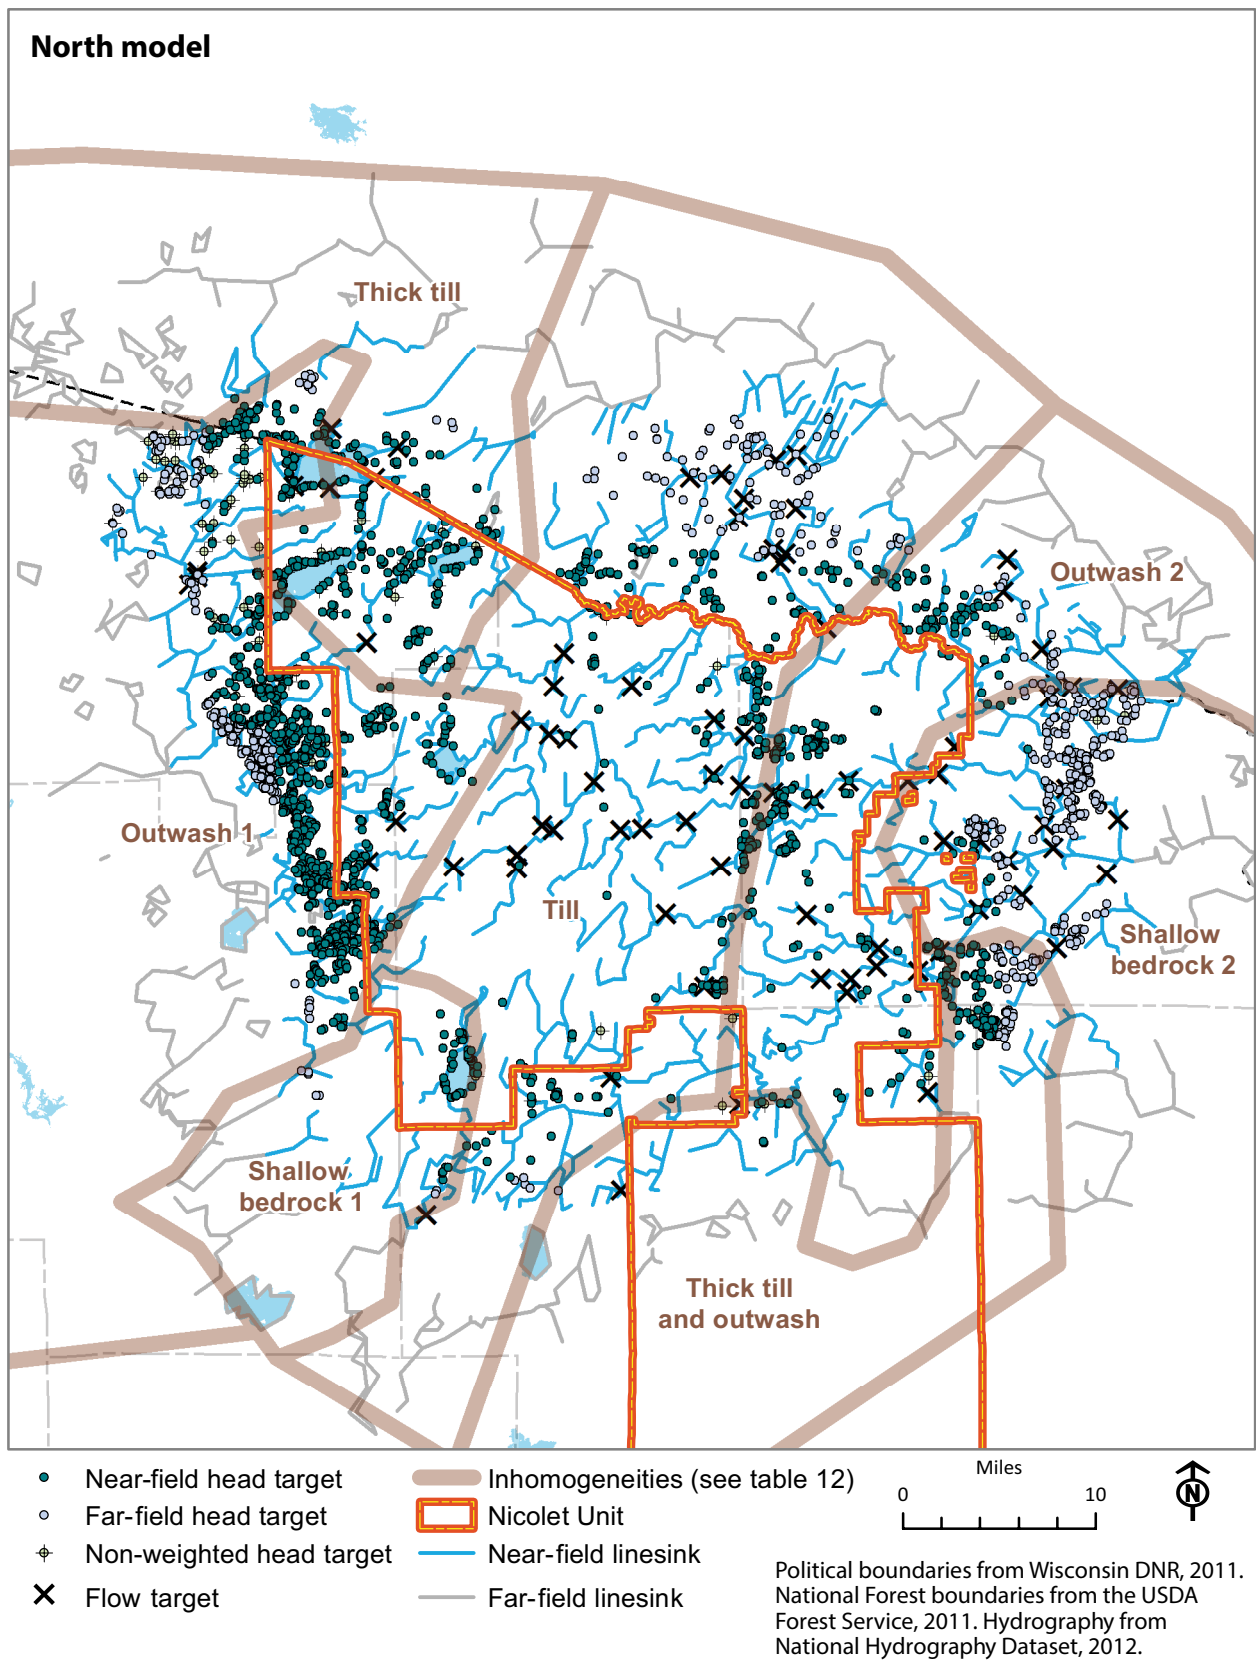 North model
Thick till
Outwash 2
Outwash 1
Till
Shallow
bedrock 2
Shallow
bedrock 1
Thick till
and outwash
Near-field head target
Far-field head target
Non-weighted head target
Flow target
Inhomogeneities (see table 12)
Nicolet Unit
Near-field linesink
Far-field linesink
Miles
0 10
N
Political boundaries from Wisconsin DNR, 2011.
National Forest boundaries from the USDA
Forest Service, 2011. Hydrography from
National Hydrography Dataset, 2012.